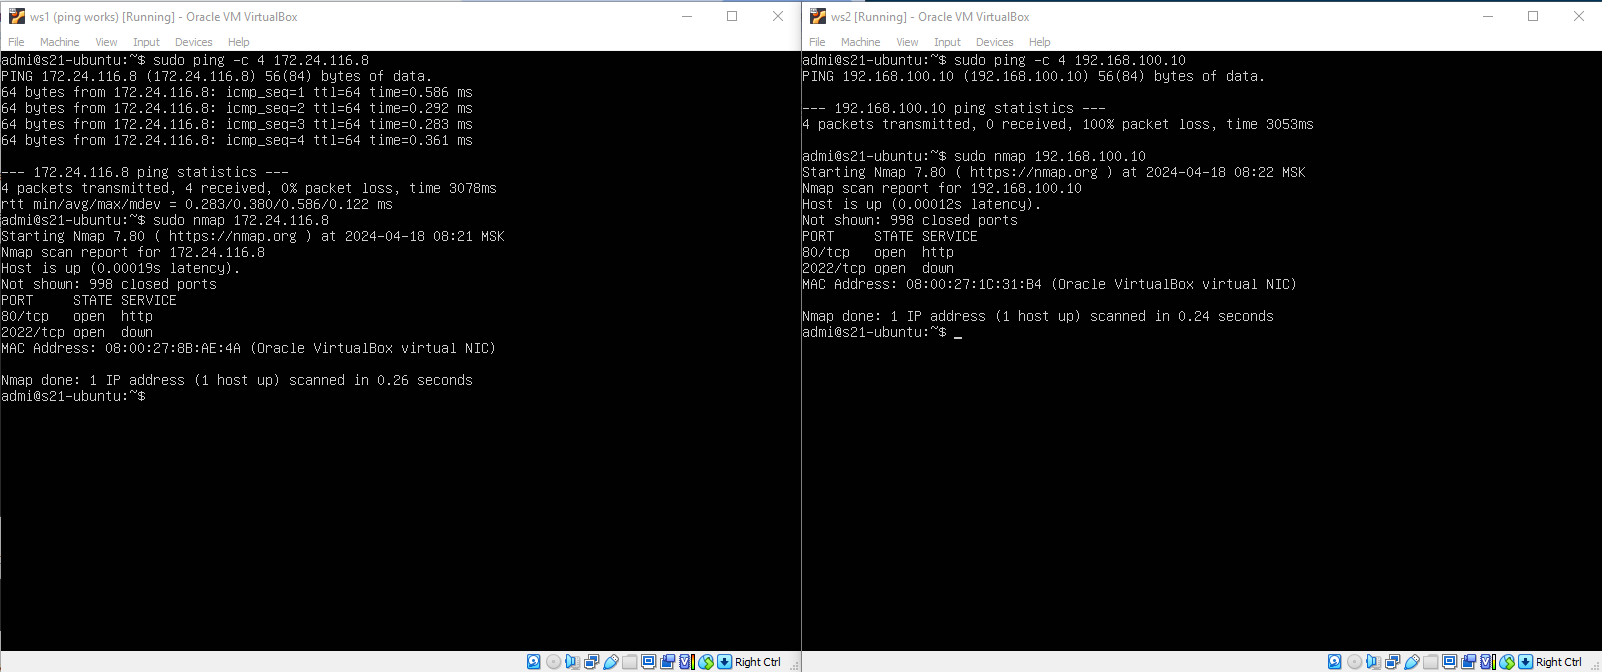 ws1 (ping works) [Running] - Oracle VM VirtualBox
File Machine View Input Devices Help
admi@s21-ubuntu:~$ sudo ping -c 4 172.24.116.8
PING 172.24.116.8 (172.24.116.8) 56(84) bytes of data.
64 bytes from 172.24.116.8: icmp_seq=1 ttl=64 time=0.586 ms
64 bytes from 172.24.116.8: icmp_seq=2 ttl=64 time=0.292 ms
64 bytes from 172.24.116.8: icmp_seq=3 ttl=64 time=0.283 ms
64 bytes from 172.24.116.8: icmp_seq=4 ttl=64 time=0.361 ms
--- 172.24.116.8 ping statistics ---
4 packets transmitted, 4 received, 0% packet loss, time 3078ms
rtt min/avg/max/mdev = 0.283/0.380/0.586/0.122 ms
admi@s21-ubuntu:~$ sudo nmap 172.24.116.8
Starting Nmap 7.80 ( https://nmap.org ) at 2024-04-18 08:21 MSK
Nmap scan report for 172.24.116.8
Host is up (0.00019s latency).
Not shown: 998 closed ports
PORT     STATE SERVICE
80/tcp   open  http
2022/tcp open  down
MAC Address: 08:00:27:8B:AE:4A (Oracle VirtualBox virtual NIC)
Nmap done: 1 IP address (1 host up) scanned in 0.26 seconds
admi@s21-ubuntu:~$
Right Ctrl
ws2 [Running] - Oracle VM VirtualBox
File Machine View Input Devices Help
admi@s21-ubuntu:~$ sudo ping -c 4 192.168.100.10
PING 192.168.100.10 (192.168.100.10) 56(84) bytes of data.
--- 192.168.100.10 ping statistics ---
4 packets transmitted, 0 received, 100% packet loss, time 3053ms
admi@s21-ubuntu:~$ sudo nmap 192.168.100.10
Starting Nmap 7.80 ( https://nmap.org ) at 2024-04-18 08:22 MSK
Nmap scan report for 192.168.100.10
Host is up (0.00012s latency).
Not shown: 998 closed ports
PORT     STATE SERVICE
80/tcp   open  http
2022/tcp open  down
MAC Address: 08:00:27:1C:31:B4 (Oracle VirtualBox virtual NIC)
Nmap done: 1 IP address (1 host up) scanned in 0.24 seconds
admi@s21-ubuntu:~$ _
Right Ctrl